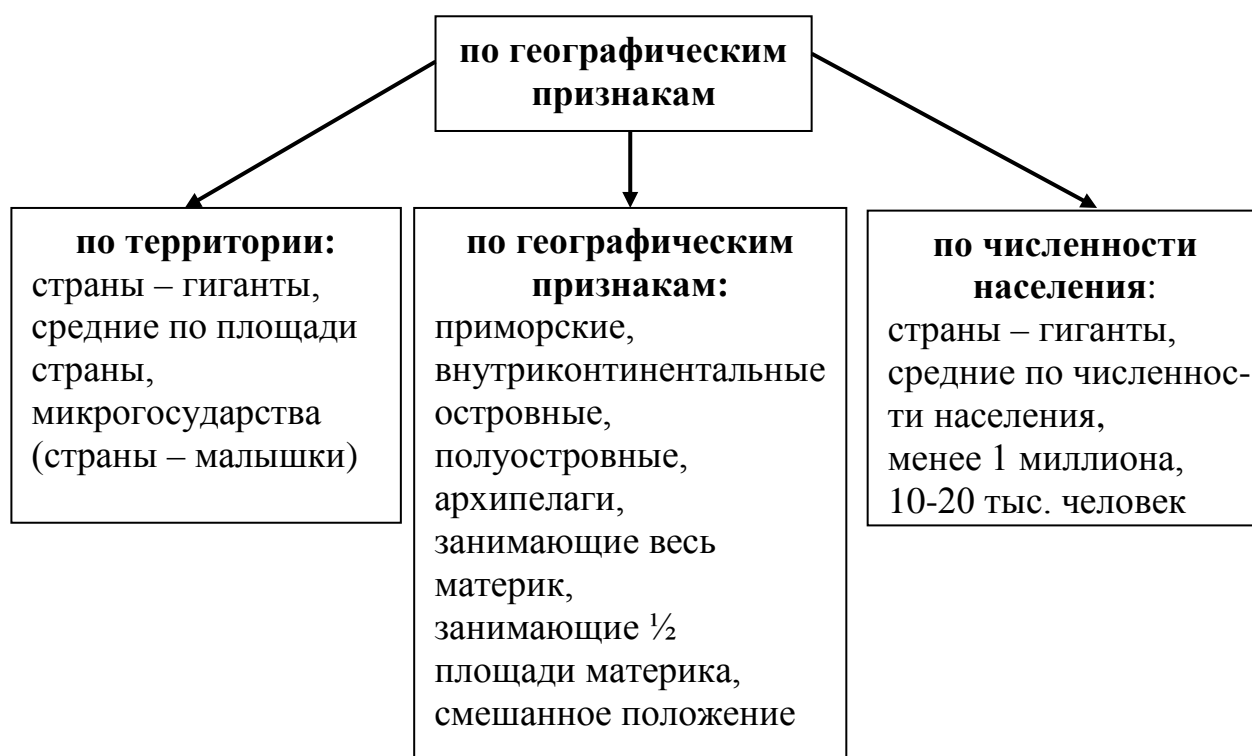 по географическим
признакам
по территории:
страны – гиганты,
средние по площади
страны,
микрогосударства
(страны – малышки)
по географическим
признакам:
приморские,
внутриконтинентальные
островные,
полуостровные,
архипелаги,
занимающие весь
материк,
занимающие ½
площади материка,
смешанное положение
по численности
населения:
страны – гиганты,
средние по численнос-
ти населения,
менее 1 миллиона,
10-20 тыс. человек